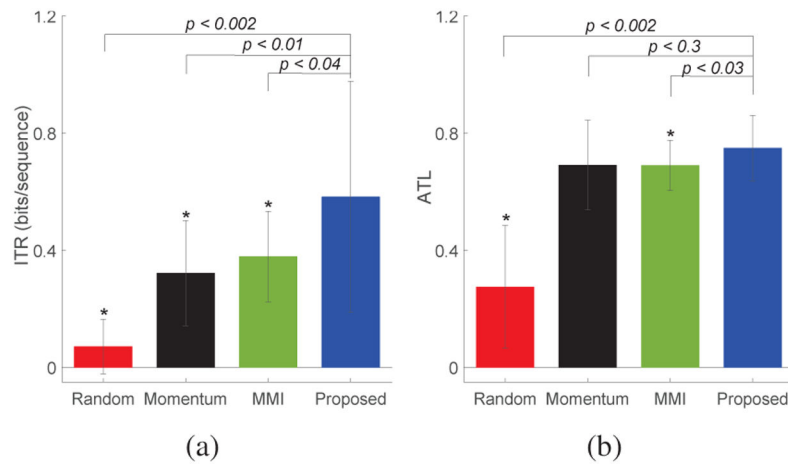 1.2
p < 0.002
p < 0.01
p < 0.04
0.8
ITR (bits/sequence)
*
*
0.4
*
0
Random Momentum MMI Proposed
(a)
1.2
p < 0.002
p < 0.3
p < 0.03
0.8
ATL
*
0.4
*
0
Random Momentum MMI Proposed
(b)